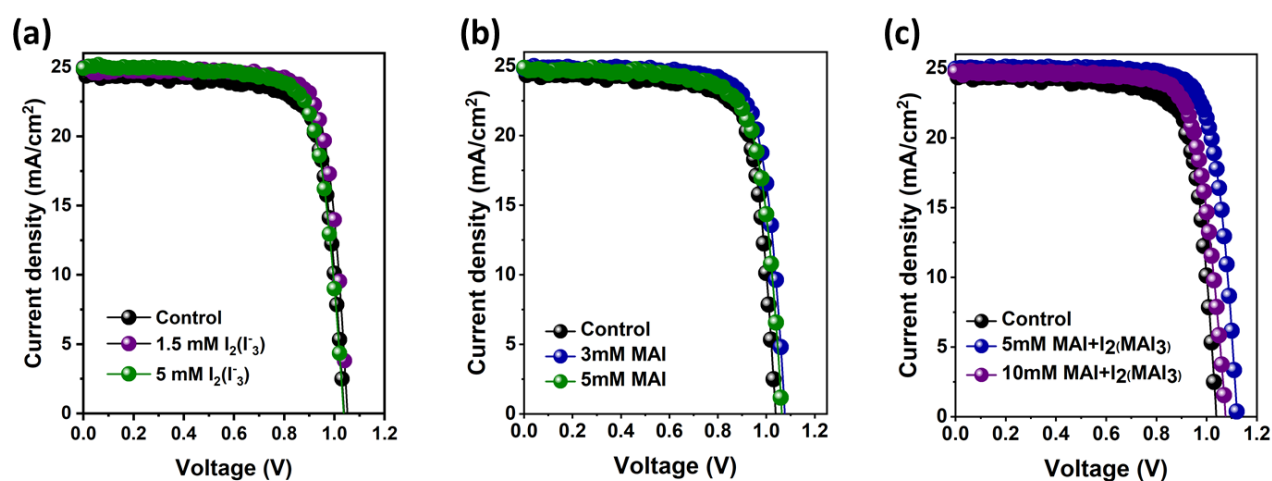 (a)
Current density (mA/cm²)
25
20
15
10
5
0
Control
1.5 mM I₂(I⁻₃)
5 mM I₂(I⁻₃)
0.0 0.2 0.4 0.6 0.8 1.0 1.2
Voltage (V)
(b)
Current density (mA/cm²)
25
20
15
10
5
0
Control
3mM MAI
5mM MAI
0.0 0.2 0.4 0.6 0.8 1.0 1.2
Voltage (V)
(c)
Current density (mA/cm²)
25
20
15
10
5
0
Control
5mM MAI+I₂(MAI₃)
10mM MAI+I₂(MAI₃)
0.0 0.2 0.4 0.6 0.8 1.0 1.2
Voltage (V)